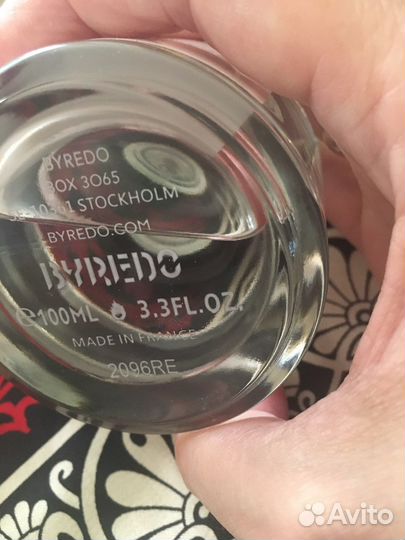 BYREDO
BOX 3065
STOCKHOLM
BYREDO.COM
BYREDO
℮100ML 3.3FL.OZ.
MADE IN FRANCE
2096RE
Avito